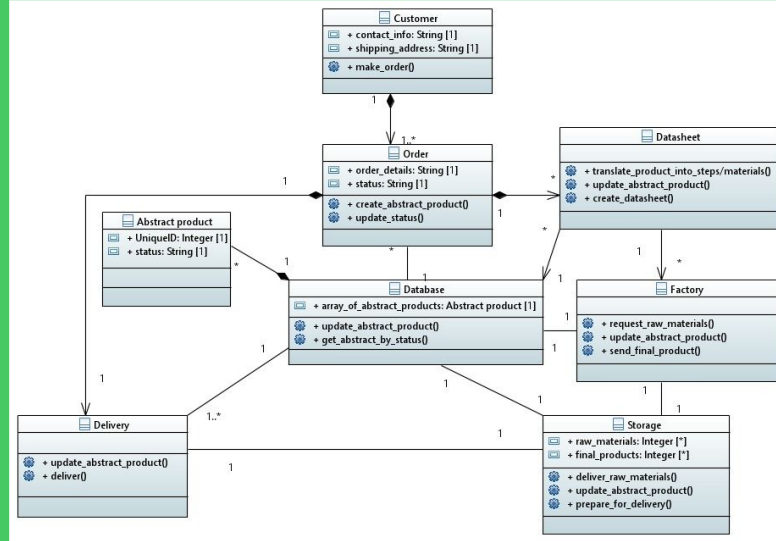 Customer
+ contact_info: String [1]
+ shipping_address: String [1]
+ make_order()
1
1..*
Order
+ order_details: String [1]
+ status: String [1]
+ create_abstract_product()
+ update_status()
1
1
*
Datasheet
+ translate_product_into_steps/materials()
+ update_abstract_product()
+ create_datasheet()
*
1
1
*
Abstract product
+ UniqueID: Integer [1]
+ status: String [1]
*
1
*
1
Database
+ array_of_abstract_products: Abstract product [1]
+ update_abstract_product()
+ get_abstract_by_status()
1
1
Factory
+ request_raw_materials()
+ update_abstract_product()
+ send_final_product()
1
1..*
1
1
1
1
1
Delivery
+ update_abstract_product()
+ deliver()
1
1
Storage
+ raw_materials: Integer [*]
+ final_products: Integer [*]
+ deliver_raw_materials()
+ update_abstract_product()
+ prepare_for_delivery()